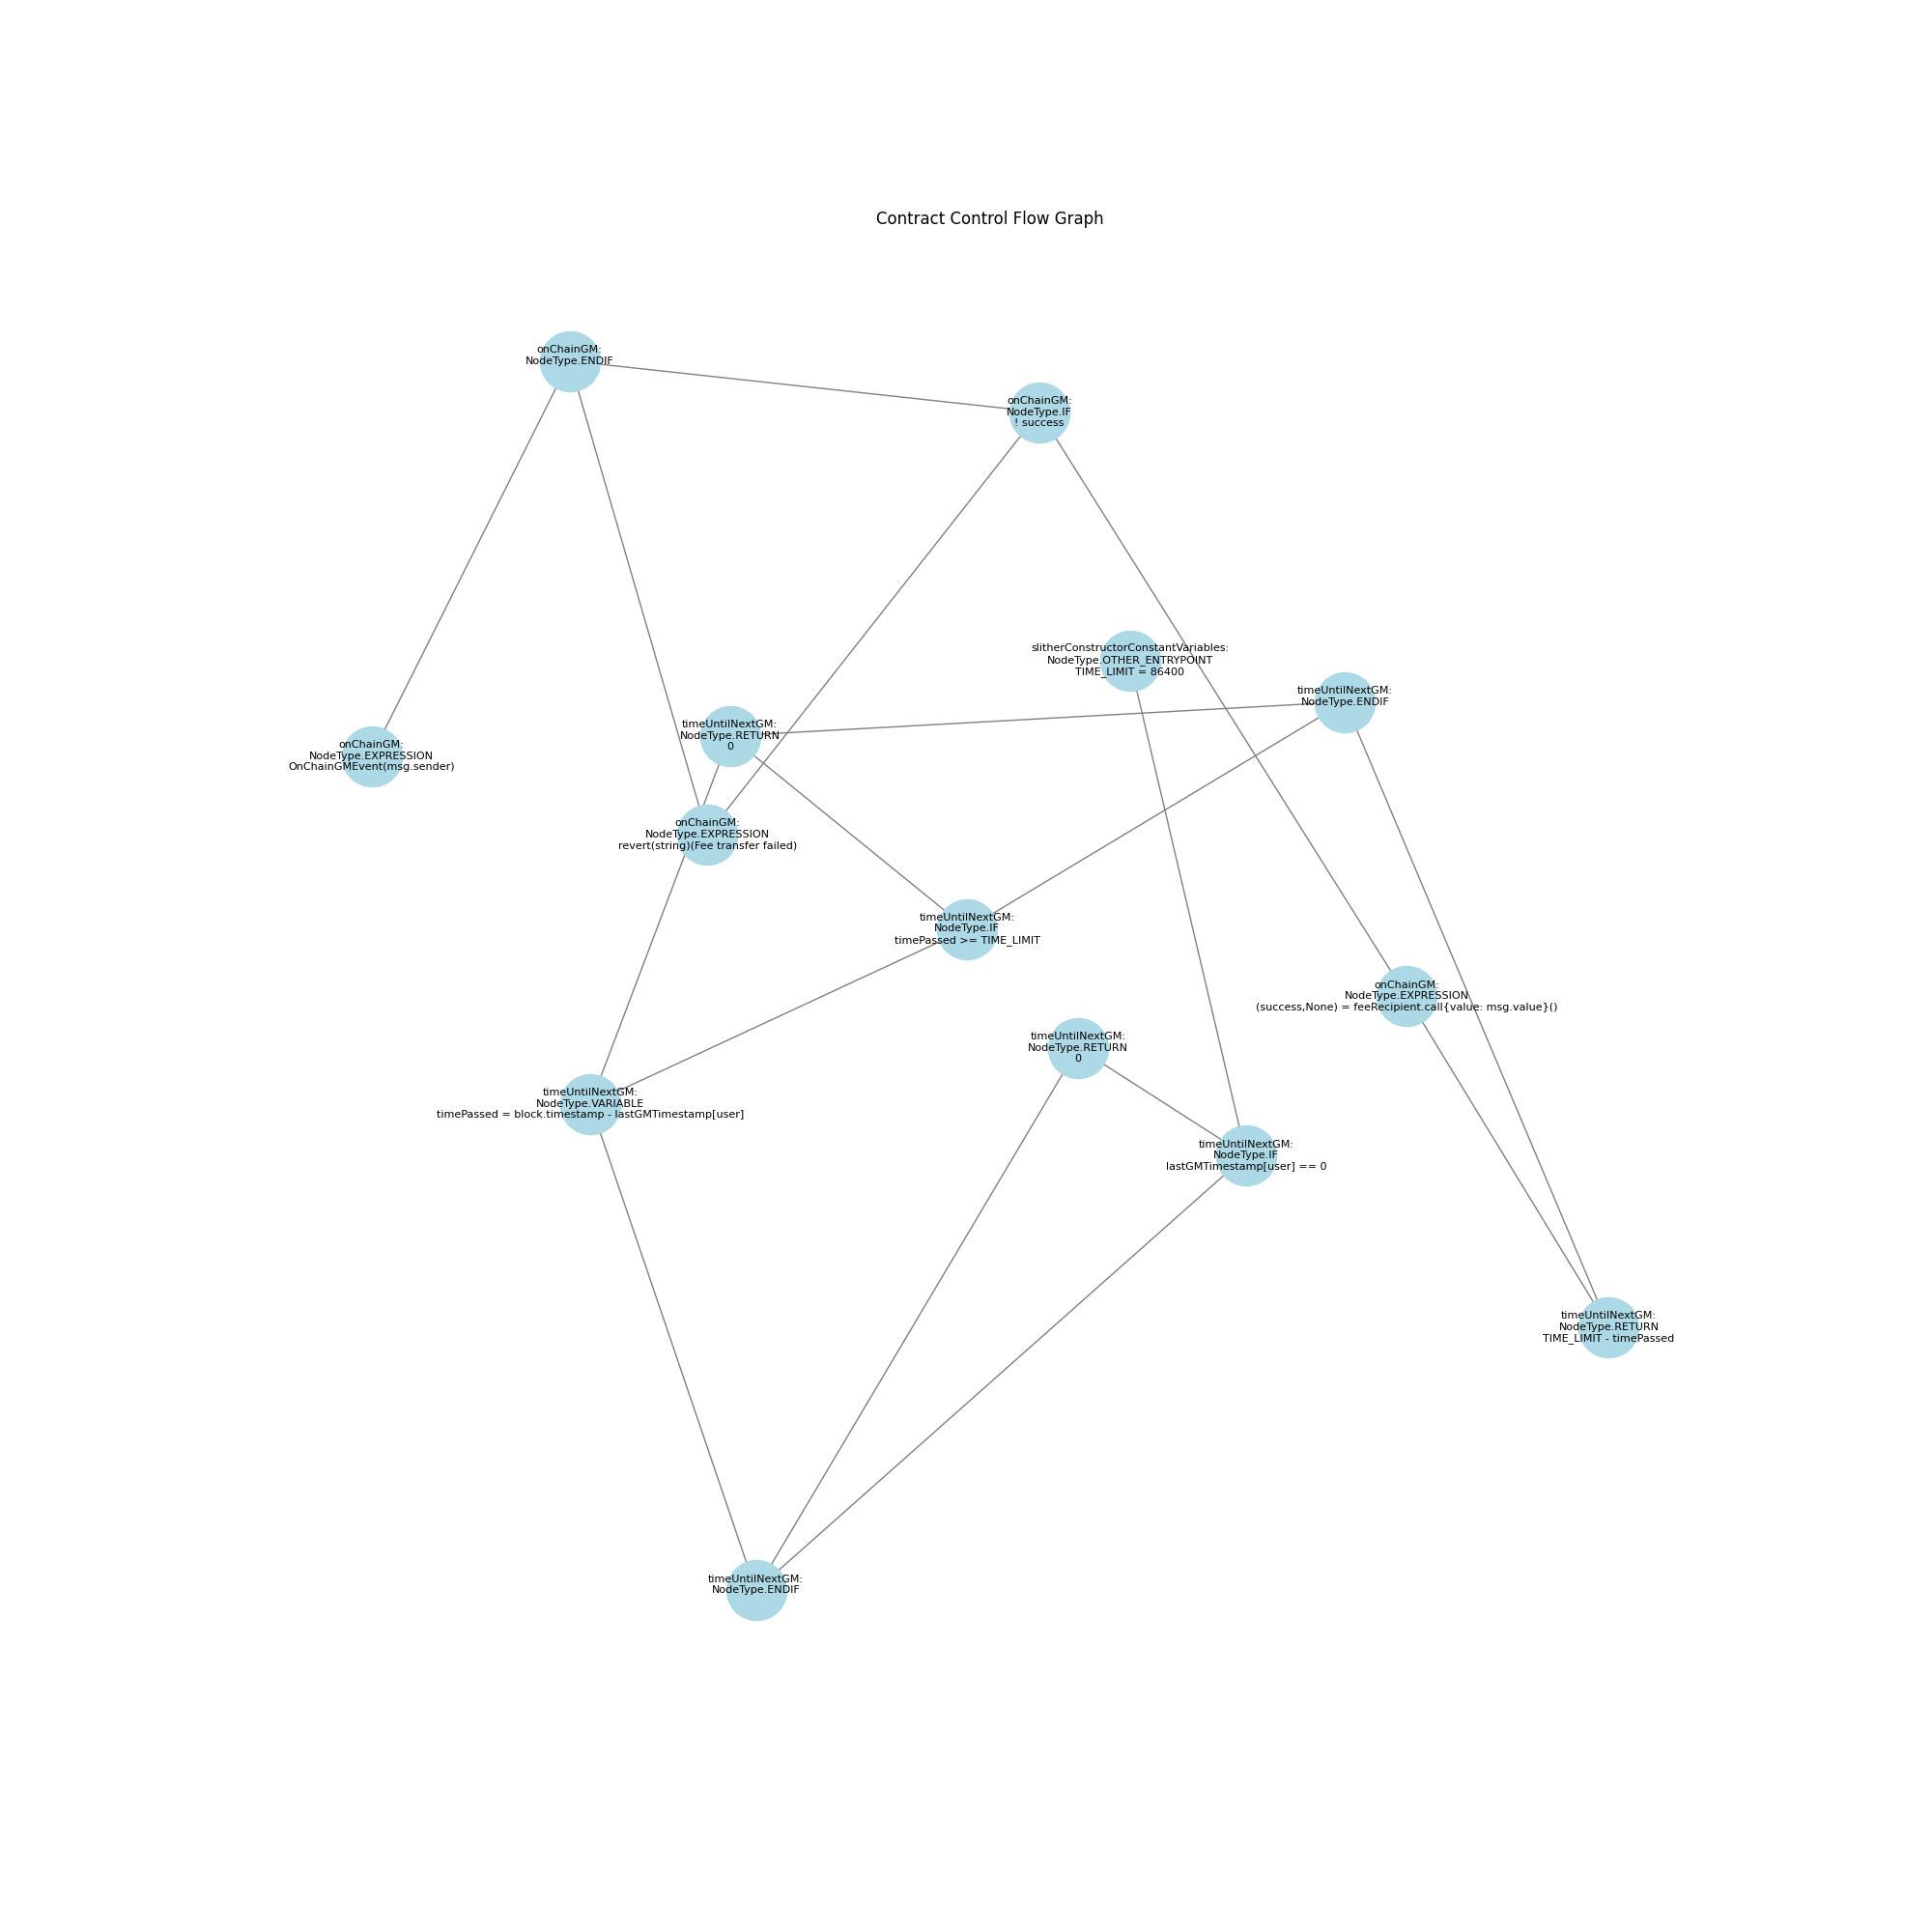 Contract Control Flow Graph
onChainGM:
NodeType.ENDIF
onChainGM:
NodeType.IF
! success
slitherConstructorConstantVariables:
NodeType.OTHER_ENTRYPOINT
TIME_LIMIT = 86400
timeUntilNextGM:
NodeType.ENDIF
timeUntilNextGM:
NodeType.RETURN
0
onChainGM:
NodeType.EXPRESSION
OnChainGMEvent(msg.sender)
onChainGM:
NodeType.EXPRESSION
revert(string)(Fee transfer failed)
timeUntilNextGM:
NodeType.IF
timePassed >= TIME_LIMIT
onChainGM:
NodeType.EXPRESSION
(success,None) = feeRecipient.call{value: msg.value}()
timeUntilNextGM:
NodeType.RETURN
0
timeUntilNextGM:
NodeType.VARIABLE
timePassed = block.timestamp - lastGMTimestamp[user]
timeUntilNextGM:
NodeType.IF
lastGMTimestamp[user] == 0
timeUntilNextGM:
NodeType.RETURN
TIME_LIMIT - timePassed
timeUntilNextGM:
NodeType.ENDIF